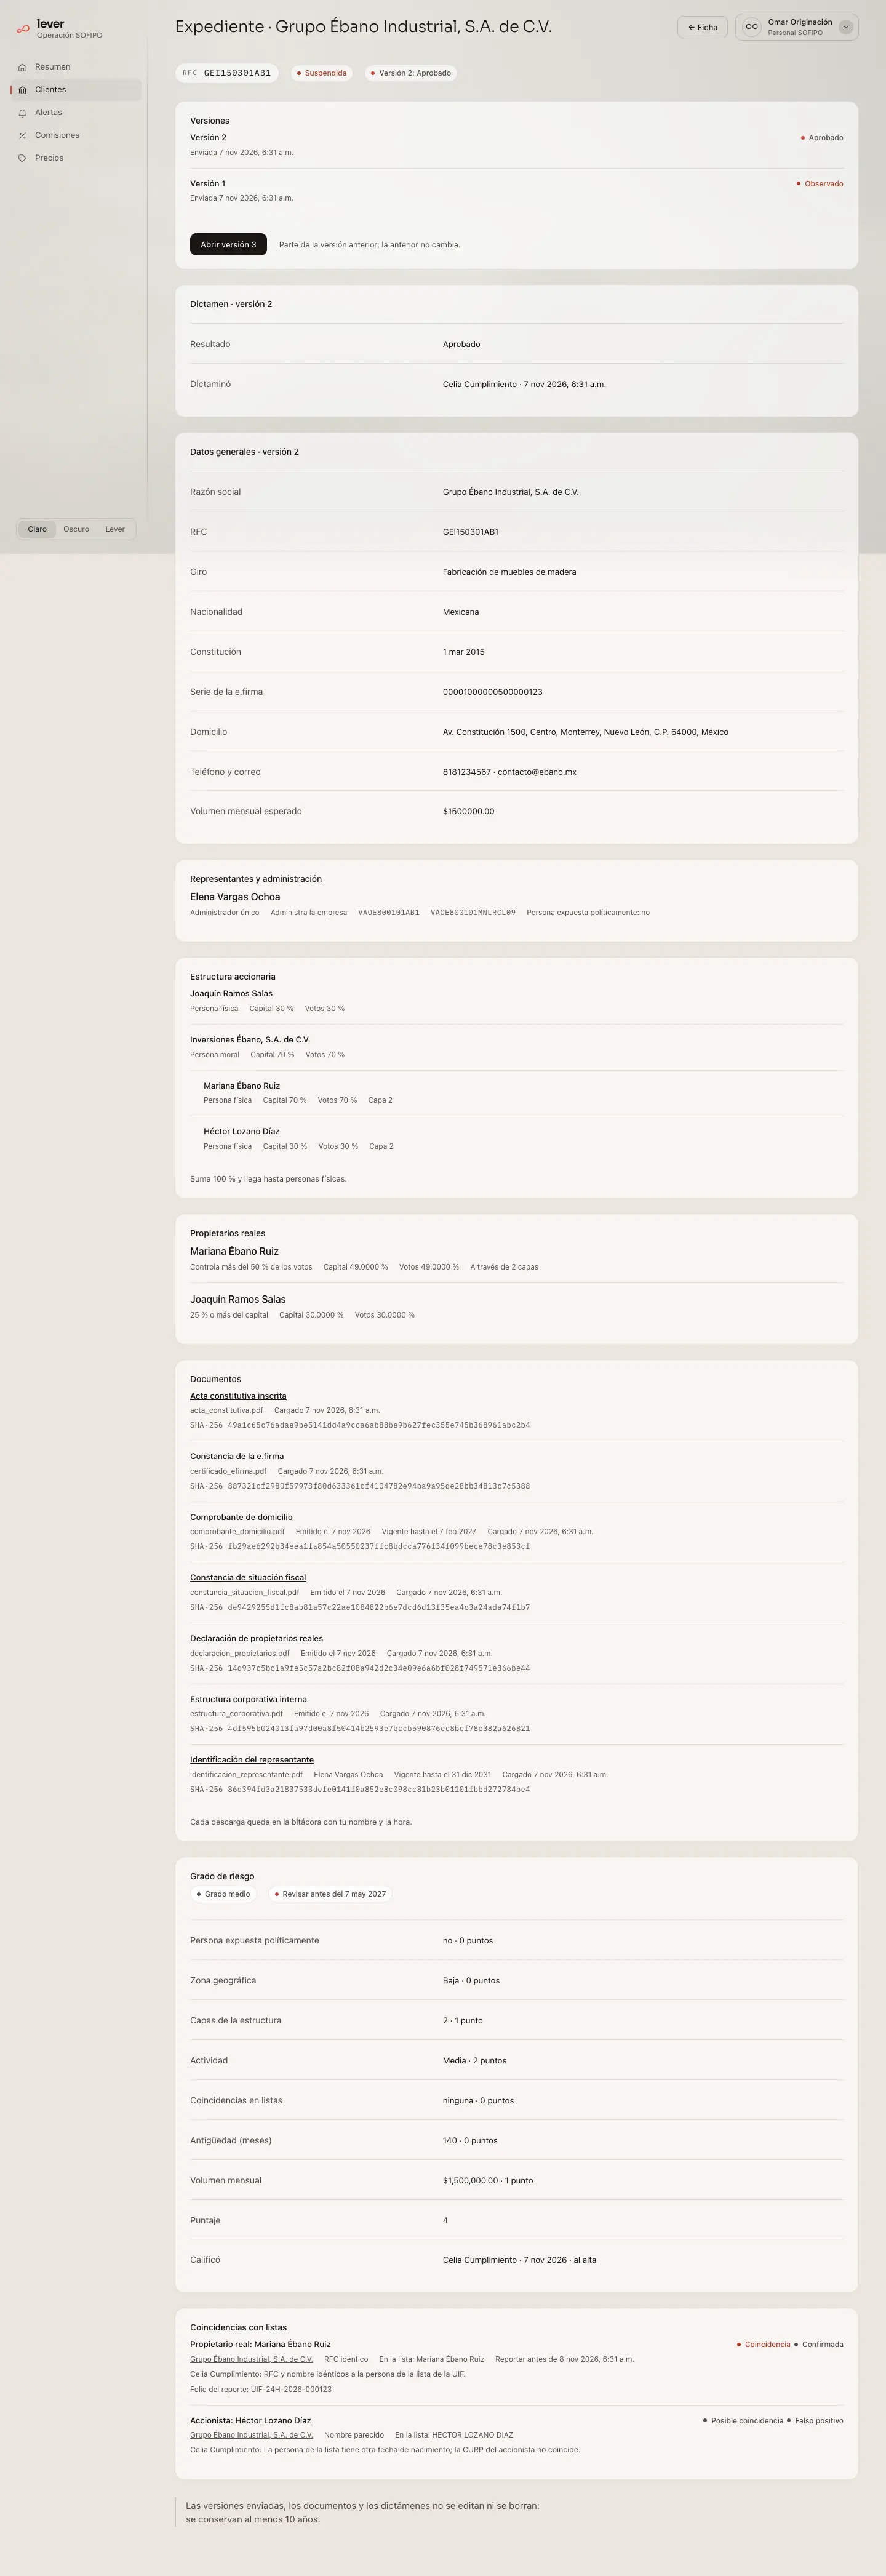 lever
Operación SOFIPO
Resumen
Clientes
Alertas
Comisiones
Precios
Claro Oscuro Lever
Expediente · Grupo Ébano Industrial, S.A. de C.V.
← Ficha
OO
Omar Originación
Personal SOFIPO
RFC GEI150301AB1
Suspendida
Versión 2: Aprobado
Versiones
Versión 2
Aprobado
Enviada 7 nov 2026, 6:31 a.m.
Versión 1
Observado
Enviada 7 nov 2026, 6:31 a.m.
Abrir versión 3
Parte de la versión anterior; la anterior no cambia.
Dictamen · versión 2
Resultado Aprobado
Dictaminó Celia Cumplimiento · 7 nov 2026, 6:31 a.m.
Datos generales · versión 2
Razón social Grupo Ébano Industrial, S.A. de C.V.
RFC GEI150301AB1
Giro Fabricación de muebles de madera
Nacionalidad Mexicana
Constitución 1 mar 2015
Serie de la e.firma 00001000000500000123
Domicilio Av. Constitución 1500, Centro, Monterrey, Nuevo León, C.P. 64000, México
Teléfono y correo 8181234567 · contacto@ebano.mx
Volumen mensual esperado $1500000.00
Representantes y administración
Elena Vargas Ochoa
Administrador único Administra la empresa VAOE800101AB1 VAOE800101MNLRCL09 Persona expuesta políticamente: no
Estructura accionaria
Joaquín Ramos Salas
Persona física Capital 30 % Votos 30 %
Inversiones Ébano, S.A. de C.V.
Persona moral Capital 70 % Votos 70 %
Mariana Ébano Ruiz
Persona física Capital 70 % Votos 70 % Capa 2
Héctor Lozano Díaz
Persona física Capital 30 % Votos 30 % Capa 2
Suma 100 % y llega hasta personas físicas.
Propietarios reales
Mariana Ébano Ruiz
Controla más del 50 % de los votos Capital 49.0000 % Votos 49.0000 % A través de 2 capas
Joaquín Ramos Salas
25 % o más del capital Capital 30.0000 % Votos 30.0000 %
Documentos
Acta constitutiva inscrita
acta_constitutiva.pdf Cargado 7 nov 2026, 6:31 a.m.
SHA-256 49a1c65c76adae9be5141dd4a9cca6ab88be9b627fec355e745b368961abc2b4
Constancia de la e.firma
certificado_efirma.pdf Cargado 7 nov 2026, 6:31 a.m.
SHA-256 887321cf2980f57973f80d633361cf4104782e94ba9a95de28bb34813c7c5388
Comprobante de domicilio
comprobante_domicilio.pdf Emitido el 7 nov 2026 Vigente hasta el 7 feb 2027 Cargado 7 nov 2026, 6:31 a.m.
SHA-256 fb29ae6292b34eea1fa854a50550237ffc8bdcca776f34f099bece78c3e853cf
Constancia de situación fiscal
constancia_situacion_fiscal.pdf Emitido el 7 nov 2026 Cargado 7 nov 2026, 6:31 a.m.
SHA-256 de9429255d1fc8ab81a57c22ae1084822b6e7dcd6d13f35ea4c3a24ada74f1b7
Declaración de propietarios reales
declaracion_propietarios.pdf Emitido el 7 nov 2026 Cargado 7 nov 2026, 6:31 a.m.
SHA-256 14d937c5bc1a9fe5c57a2bc82f08a942d2c34e09e6a6bf028f749571e366be44
Estructura corporativa interna
estructura_corporativa.pdf Emitido el 7 nov 2026 Cargado 7 nov 2026, 6:31 a.m.
SHA-256 4df595b024013fa97d00a8f50414b2593e7bccb590876ec8bef78e382a626821
Identificación del representante
identificacion_representante.pdf Elena Vargas Ochoa Vigente hasta el 31 dic 2031 Cargado 7 nov 2026, 6:31 a.m.
SHA-256 86d394fd3a21837533defe0141f0a852e8c098cc81b23b01101fbbd272784be4
Cada descarga queda en la bitácora con tu nombre y la hora.
Grado de riesgo
Grado medio
Revisar antes del 7 may 2027
Persona expuesta políticamente no · 0 puntos
Zona geográfica Baja · 0 puntos
Capas de la estructura 2 · 1 punto
Actividad Media · 2 puntos
Coincidencias en listas ninguna · 0 puntos
Antigüedad (meses) 140 · 0 puntos
Volumen mensual $1,500,000.00 · 1 punto
Puntaje 4
Calificó Celia Cumplimiento · 7 nov 2026 · al alta
Coincidencias con listas
Propietario real: Mariana Ébano Ruiz
Coincidencia Confirmada
Grupo Ébano Industrial, S.A. de C.V. RFC idéntico En la lista: Mariana Ébano Ruiz Reportar antes de 8 nov 2026, 6:31 a.m.
Celia Cumplimiento: RFC y nombre idénticos a la persona de la lista de la UIF.
Folio del reporte: UIF-24H-2026-000123
Accionista: Héctor Lozano Díaz
Posible coincidencia Falso positivo
Grupo Ébano Industrial, S.A. de C.V. Nombre parecido En la lista: HECTOR LOZANO DIAZ
Celia Cumplimiento: La persona de la lista tiene otra fecha de nacimiento; la CURP del accionista no coincide.
Las versiones enviadas, los documentos y los dictámenes no se editan ni se borran:
se conservan al menos 10 años.